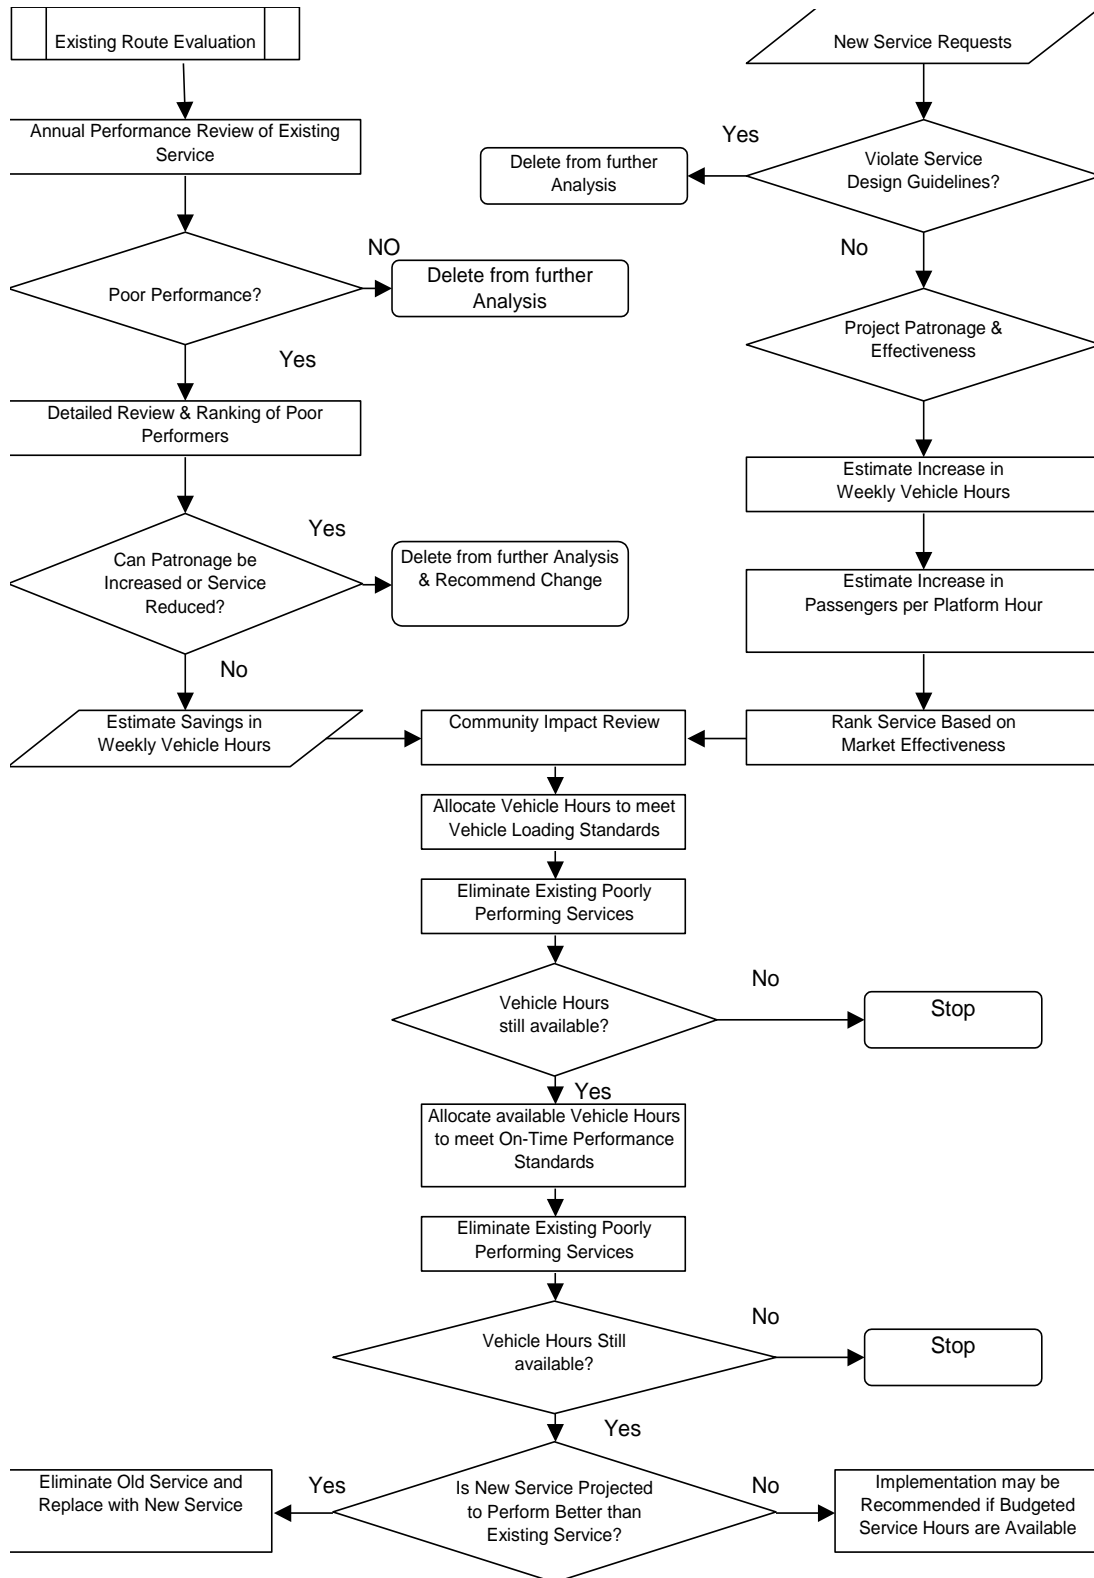 Existing Route Evaluation
New Service Requests
Annual Performance Review of Existing
Service
Yes
Delete from further
Analysis
Violate Service
Design Guidelines?
NO
No
Poor Performance?
Delete from further
Analysis
Project Patronage &
Effectiveness
Yes
Detailed Review & Ranking of Poor
Performers
Estimate Increase in
Weekly Vehicle Hours
Yes
Can Patronage be
Increased or Service
Reduced?
Delete from further Analysis
& Recommend Change
Estimate Increase in
Passengers per Platform Hour
No
Estimate Savings in
Weekly Vehicle Hours
Community Impact Review
Rank Service Based on
Market Effectiveness
Allocate Vehicle Hours to meet
Vehicle Loading Standards
Eliminate Existing Poorly
Performing Services
Vehicle Hours
still available?
No
Stop
Yes
Allocate available Vehicle Hours
to meet On-Time Performance
Standards
Eliminate Existing Poorly
Performing Services
Vehicle Hours Still
available?
No
Stop
Yes
Eliminate Old Service and
Replace with New Service
Yes
Is New Service Projected
to Perform Better than
Existing Service?
No
Implementation may be
Recommended if Budgeted
Service Hours are Available